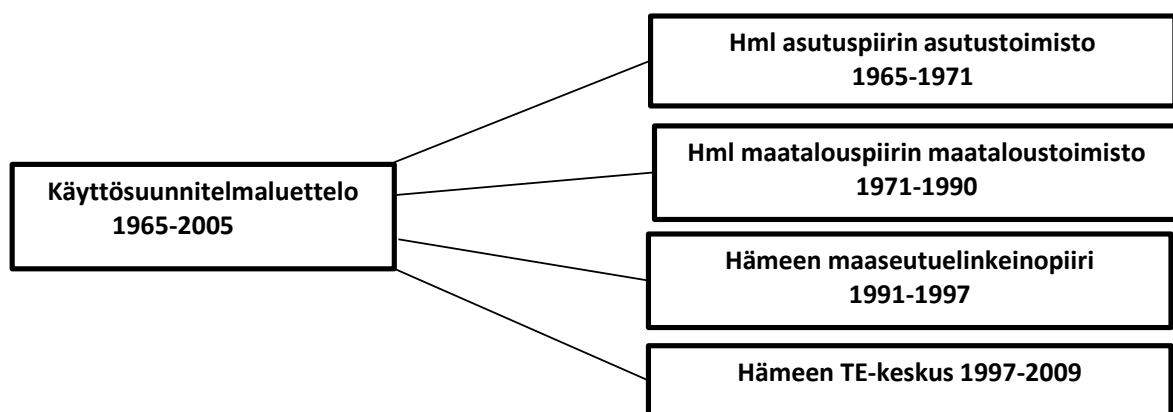 Käyttösuunnitelmaluettelo
1965-2005
Hml asutuspiirin asutustoimisto
1965-1971
Hml maatalouspiirin maataloustoimisto
1971-1990
Hämeen maaseutuelinkeinopiiri
1991-1997
Hämeen TE-keskus 1997-2009